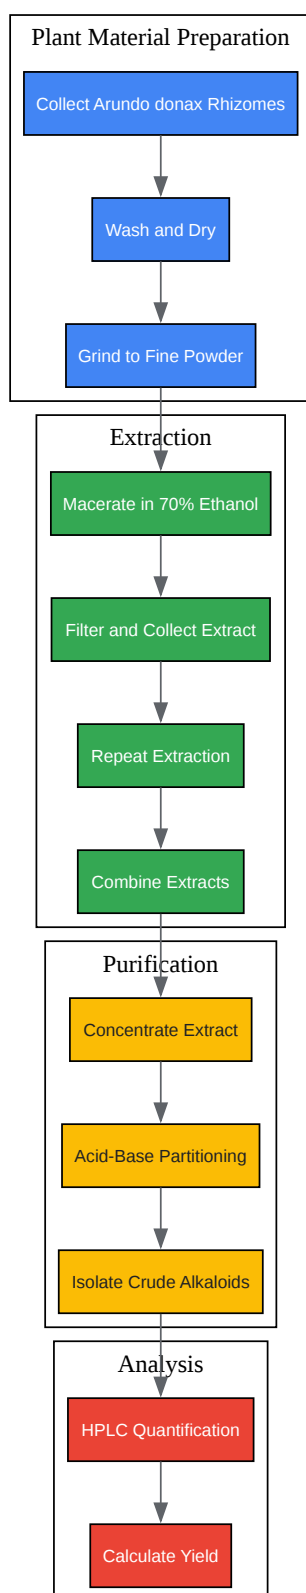 Plant Material Preparation
Collect Arundo donax Rhizomes
Wash and Dry
Grind to Fine Powder
Extraction
Macerate in 70% Ethanol
Filter and Collect Extract
Repeat Extraction
Combine Extracts
Purification
Concentrate Extract
Acid-Base Partitioning
Isolate Crude Alkaloids
Analysis
HPLC Quantification
Calculate Yield